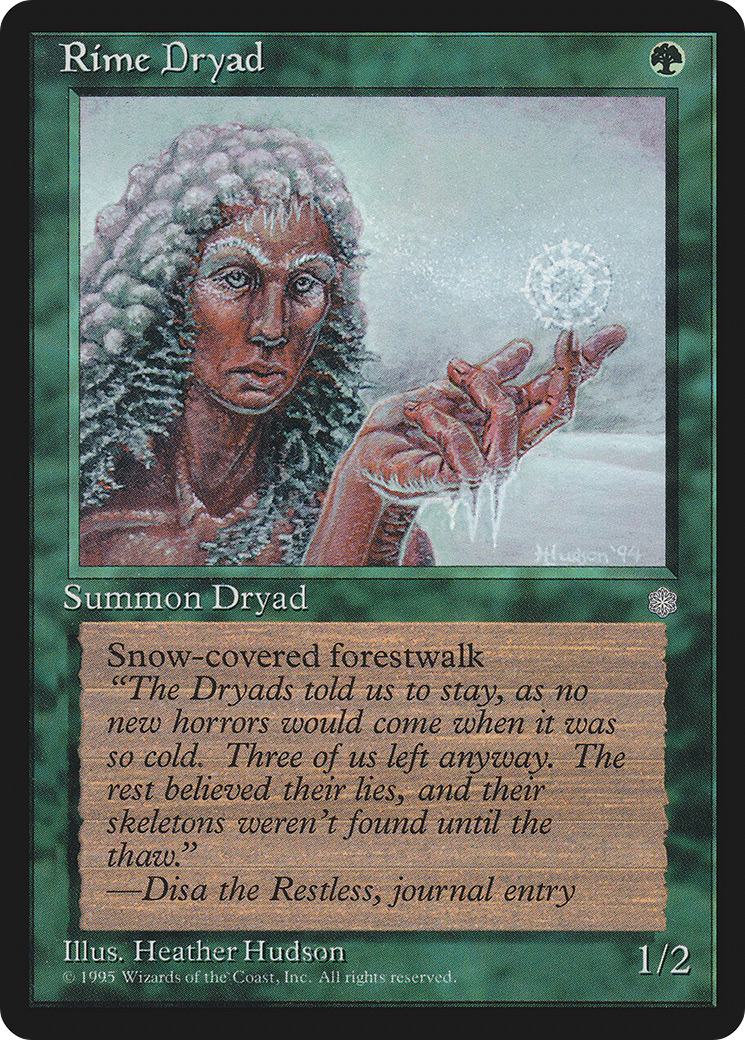 Rime Dryad
Hudson '94
Summon Dryad
Snow-covered forestwalk
“The Dryads told us to stay, as no
new horrors would come when it was
so cold.  Three of us left anyway.  The
rest believed their lies, and their
skeletons weren’t found until the
thaw.”
—Disa the Restless, journal entry
Illus. Heather Hudson
1/2
© 1995 Wizards of the Coast, Inc.  All rights reserved.